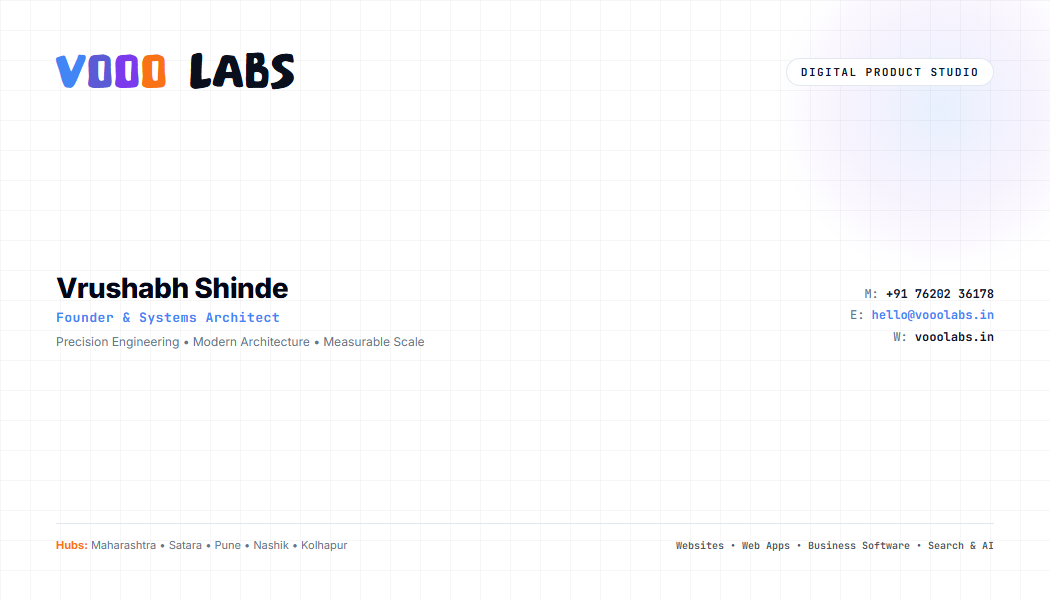 VOOO LABS
DIGITAL PRODUCT STUDIO
Vrushabh Shinde
Founder & Systems Architect
Precision Engineering • Modern Architecture • Measurable Scale
M: +91 76202 36178
E: hello@vooolabs.in
W: vooolabs.in
Hubs: Maharashtra • Satara • Pune • Nashik • Kolhapur
Websites • Web Apps • Business Software • Search & AI